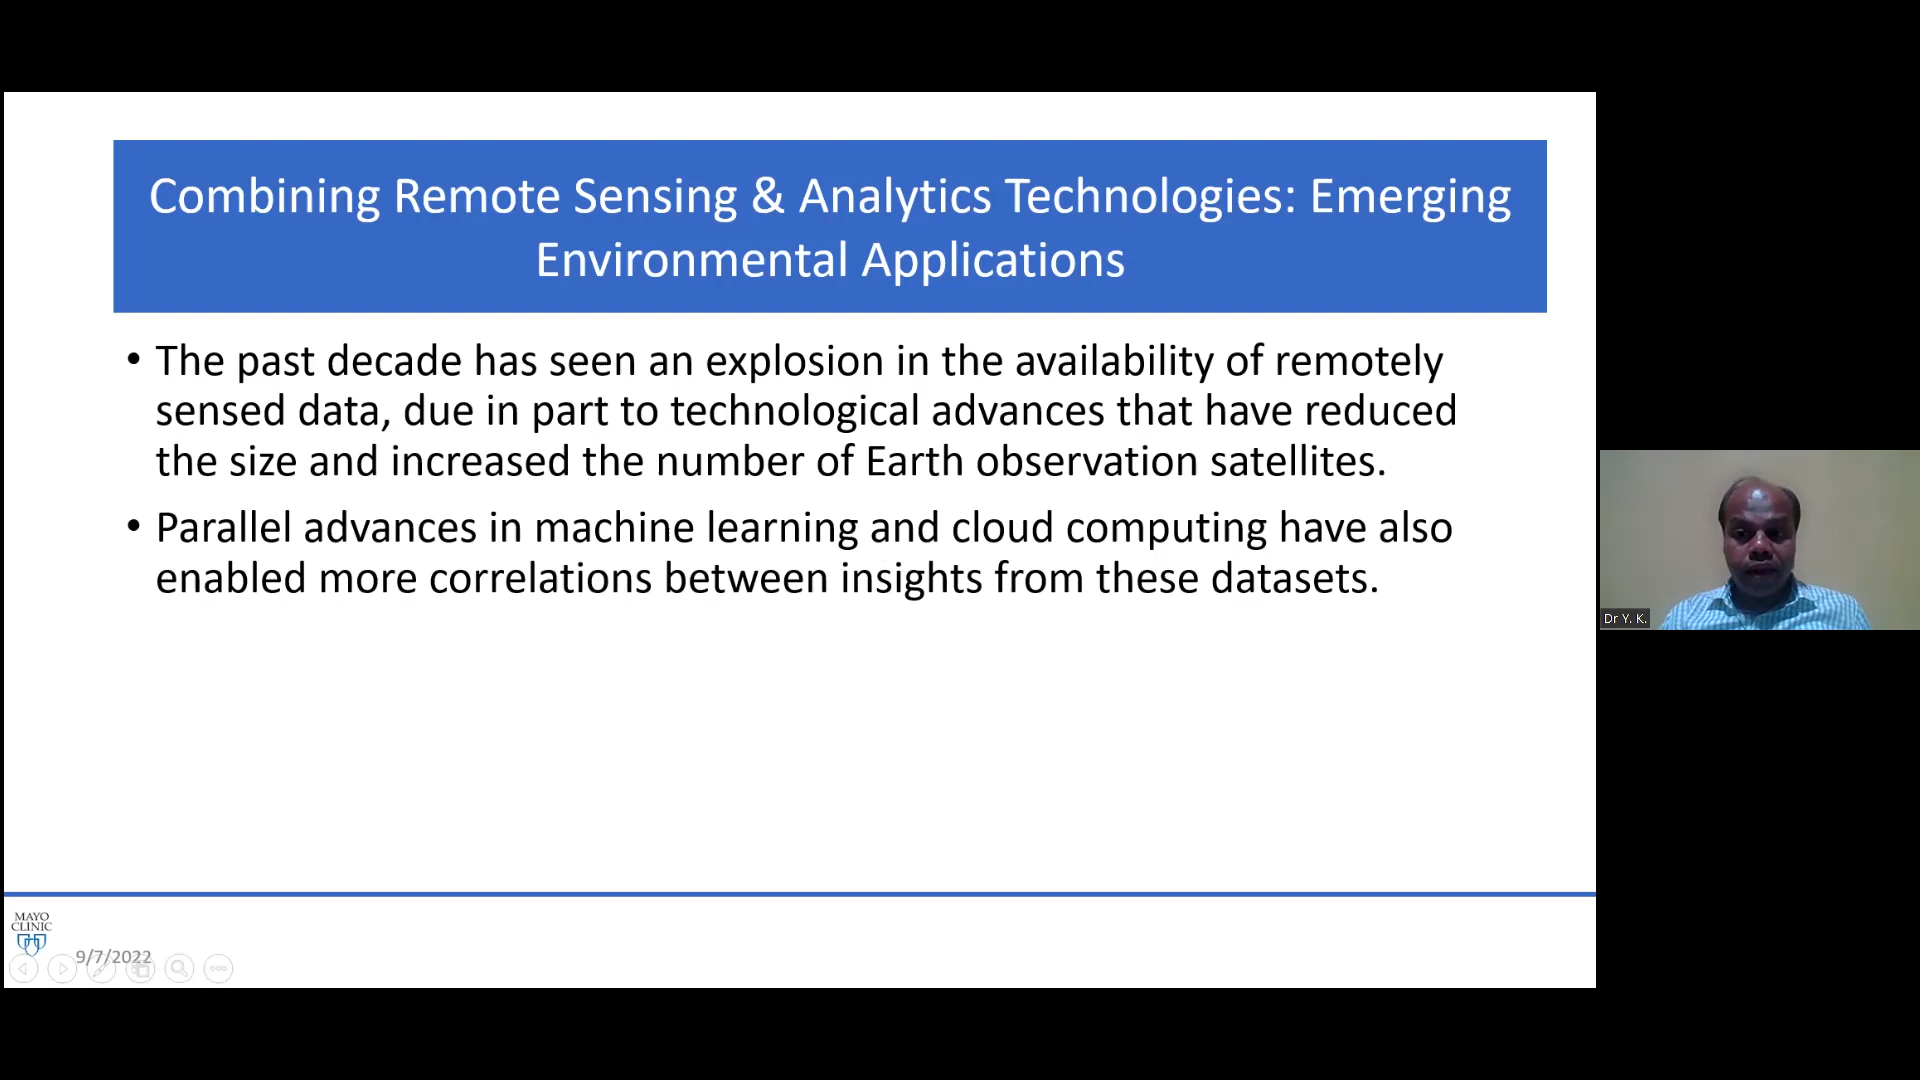 Combining Remote Sensing & Analytics Technologies: Emerging
Environmental Applications
• The past decade has seen an explosion in the availability of remotely
sensed data, due in part to technological advances that have reduced
the size and increased the number of Earth observation satellites.
• Parallel advances in machine learning and cloud computing have also
enabled more correlations between insights from these datasets.
Dr Y. K.
MAYO
CLINIC
9/7/2022